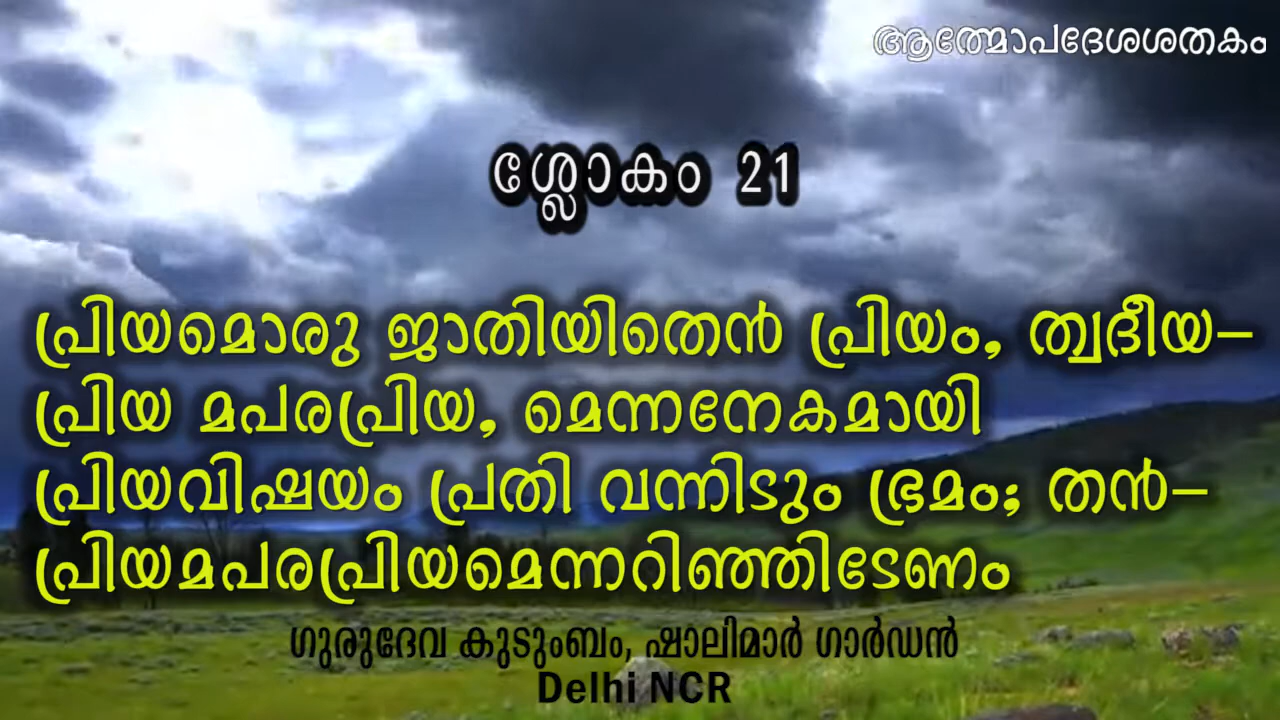 ആത്മോപദേശശതകം
ശ്ലോകം 21
പ്രിയമൊരു ജാതിയിതെൻ പ്രിയം, ത്വദീയ–
പ്രിയ മപരപ്രിയ, മെന്നനേകമായി
പ്രിയവിഷയം പ്രതി വന്നിടും ഭ്രമം; തൻ–
പ്രിയമപരപ്രിയമെന്നറിഞ്ഞിടേണം
ഗുരുദേവ കുടുംബം, ഷാലിമാർ ഗാർഡൻ
Delhi NCR